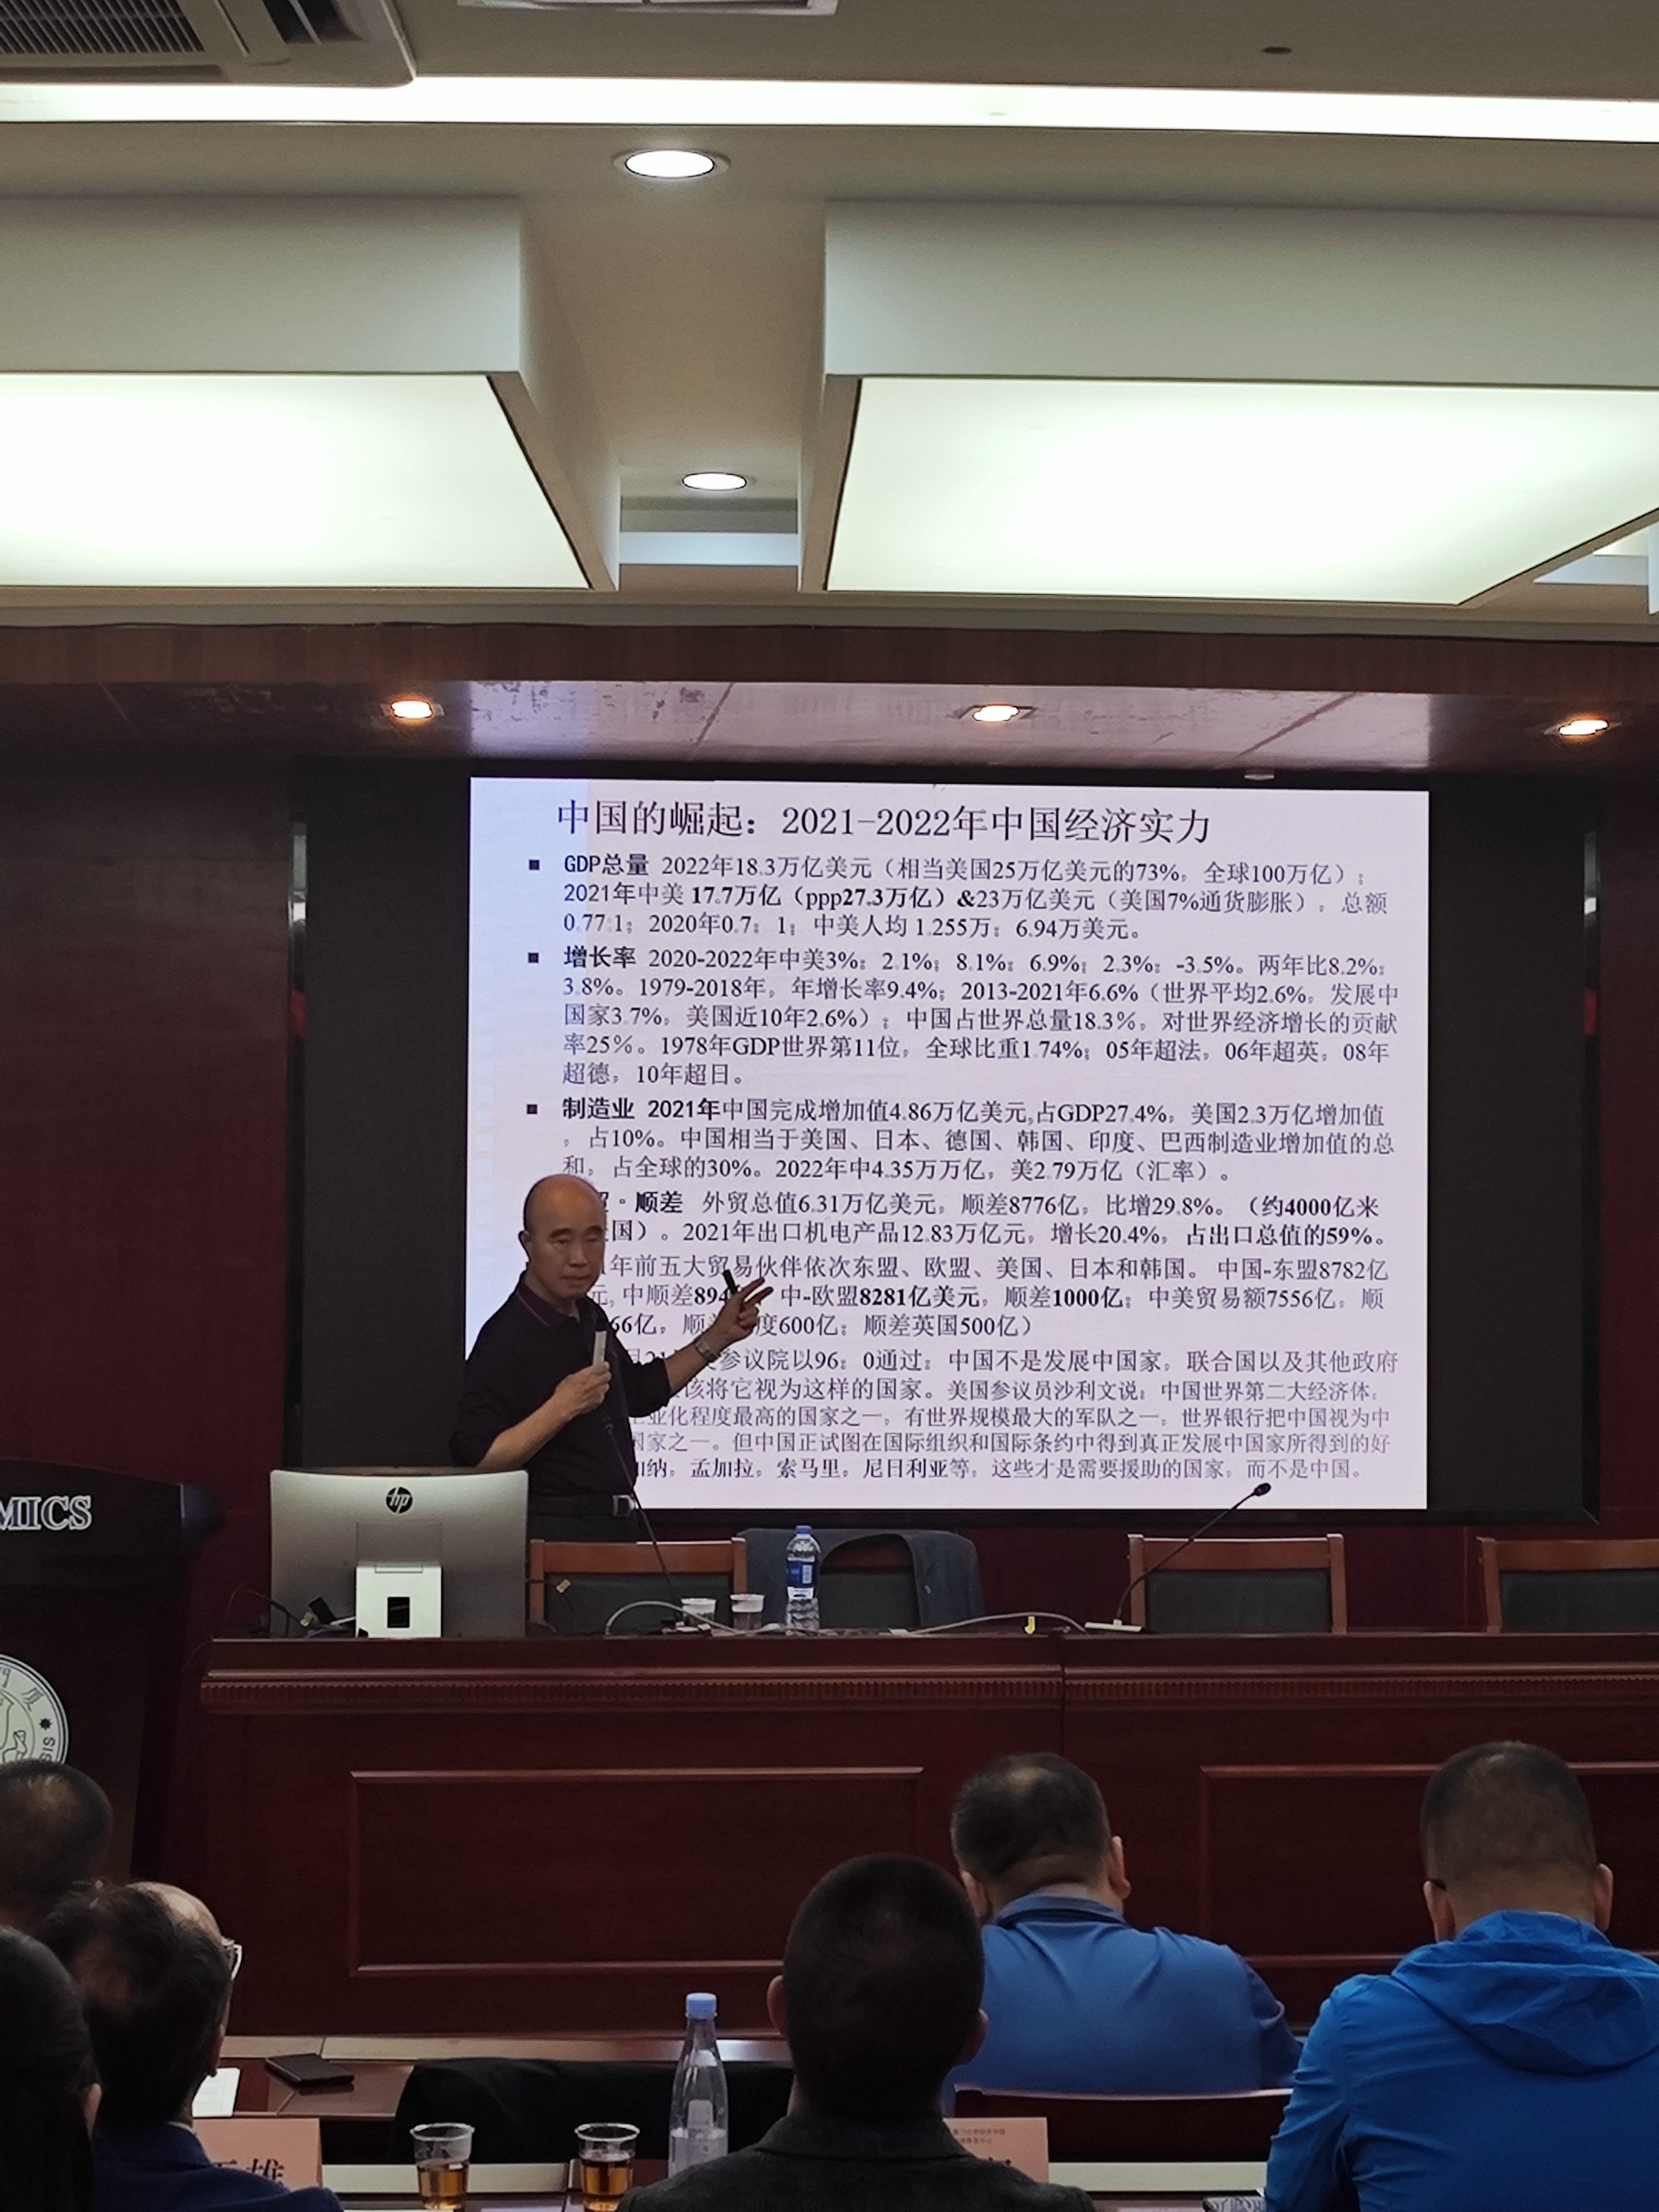 中国的崛起：2021-2022年中国经济实力
■ GDP总量 2022年18.3万亿美元（相当美国25万亿美元的73%，全球100万亿）；
2021年中美 17.7万亿（ppp27.3万亿）&23万亿美元（美国7%通货膨胀），总额
0.77:1；2020年0.7：1；中美人均 1.255万：6.94万美元。
■ 增长率 2020-2022年中美3%：2.1%；8.1%：6.9%；2.3%：-3.5%。两年比8.2%：
3.8%。1979-2018年，年增长率9.4%；2013-2021年6.6%（世界平均2.6%，发展中
国家3.7%，美国近10年2.6%）；中国占世界总量18.3%，对世界经济增长的贡献
率25%。1978年GDP世界第11位，全球比重1.74%；05年超法，06年超英，08年
超德，10年超日。
■ 制造业 2021年中国完成增加值4.86万亿美元,占GDP27.4%，美国2.3万亿增加值
，占10%。中国相当于美国、日本、德国、韩国、印度、巴西制造业增加值的总
和，占全球的30%。2022年中4.35万万亿，美2.79万亿（汇率）。
顺差 外贸总值6.31万亿美元，顺差8776亿，比增29.8%。（约4000亿来
国）。2021年出口机电产品12.83万亿元，增长20.4%，占出口总值的59%。
年前五大贸易伙伴依次东盟、欧盟、美国、日本和韩国。中国-东盟8782亿
元,中顺差894 中-欧盟8281亿美元，顺差1000亿；中美贸易额7556亿，顺
66亿，顺 度600亿；顺差英国500亿）
参议院以96：0通过：中国不是发展中国家，联合国以及其他政府
该将它视为这样的国家。美国参议员沙利文说：中国世界第二大经济体，
业化程度最高的国家之一，有世界规模最大的军队之一，世界银行把中国视为中
国家之一。但中国正试图在国际组织和国际条约中得到真正发展中国家所得到的好
加纳，孟加拉，索马里，尼日利亚等，这些才是需要援助的国家，而不是中国。
MICS
hp
門
厦
SIS
雄